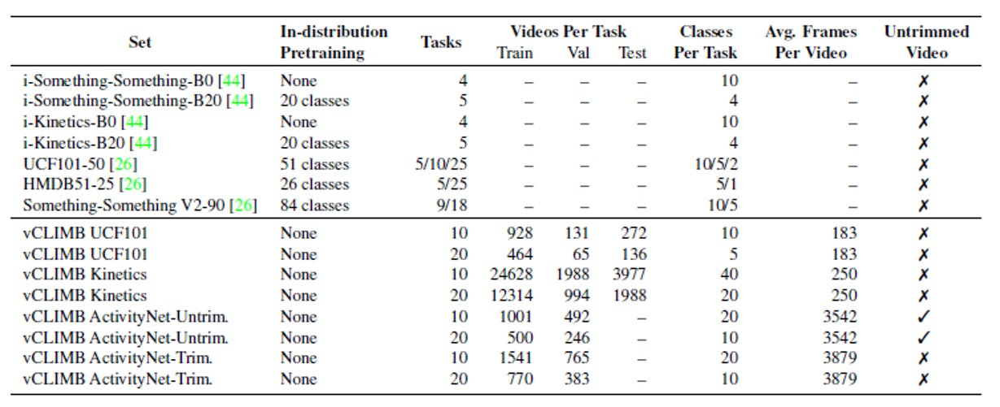 Set In-distribution Pretraining Tasks Videos Per Task Classes Per Task Avg. Frames Per Video Untrimmed Video
Train Val Test
i-Something-Something-B0 [44] None 4 – – – 10 – ✗
i-Something-Something-B20 [44] 20 classes 5 – – – 4 – ✗
i-Kinetics-B0 [44] None 4 – – – 10 – ✗
i-Kinetics-B20 [44] 20 classes 5 – – – 4 – ✗
UCF101-50 [26] 51 classes 5/10/25 – – – 10/5/2 – ✗
HMDB51-25 [26] 26 classes 5/25 – – – 5/1 – ✗
Something-Something V2-90 [26] 84 classes 9/18 – – – 10/5 – ✗
vCLIMB UCF101 None 10 928 131 272 10 183 ✗
vCLIMB UCF101 None 20 464 65 136 5 183 ✗
vCLIMB Kinetics None 10 24628 1988 3977 40 250 ✗
vCLIMB Kinetics None 20 12314 994 1988 20 250 ✗
vCLIMB ActivityNet-Untrim. None 10 1001 492 – 20 3542 ✓
vCLIMB ActivityNet-Untrim. None 20 500 246 – 10 3542 ✓
vCLIMB ActivityNet-Trim. None 10 1541 765 – 20 3879 ✗
vCLIMB ActivityNet-Trim. None 20 770 383 – 10 3879 ✗